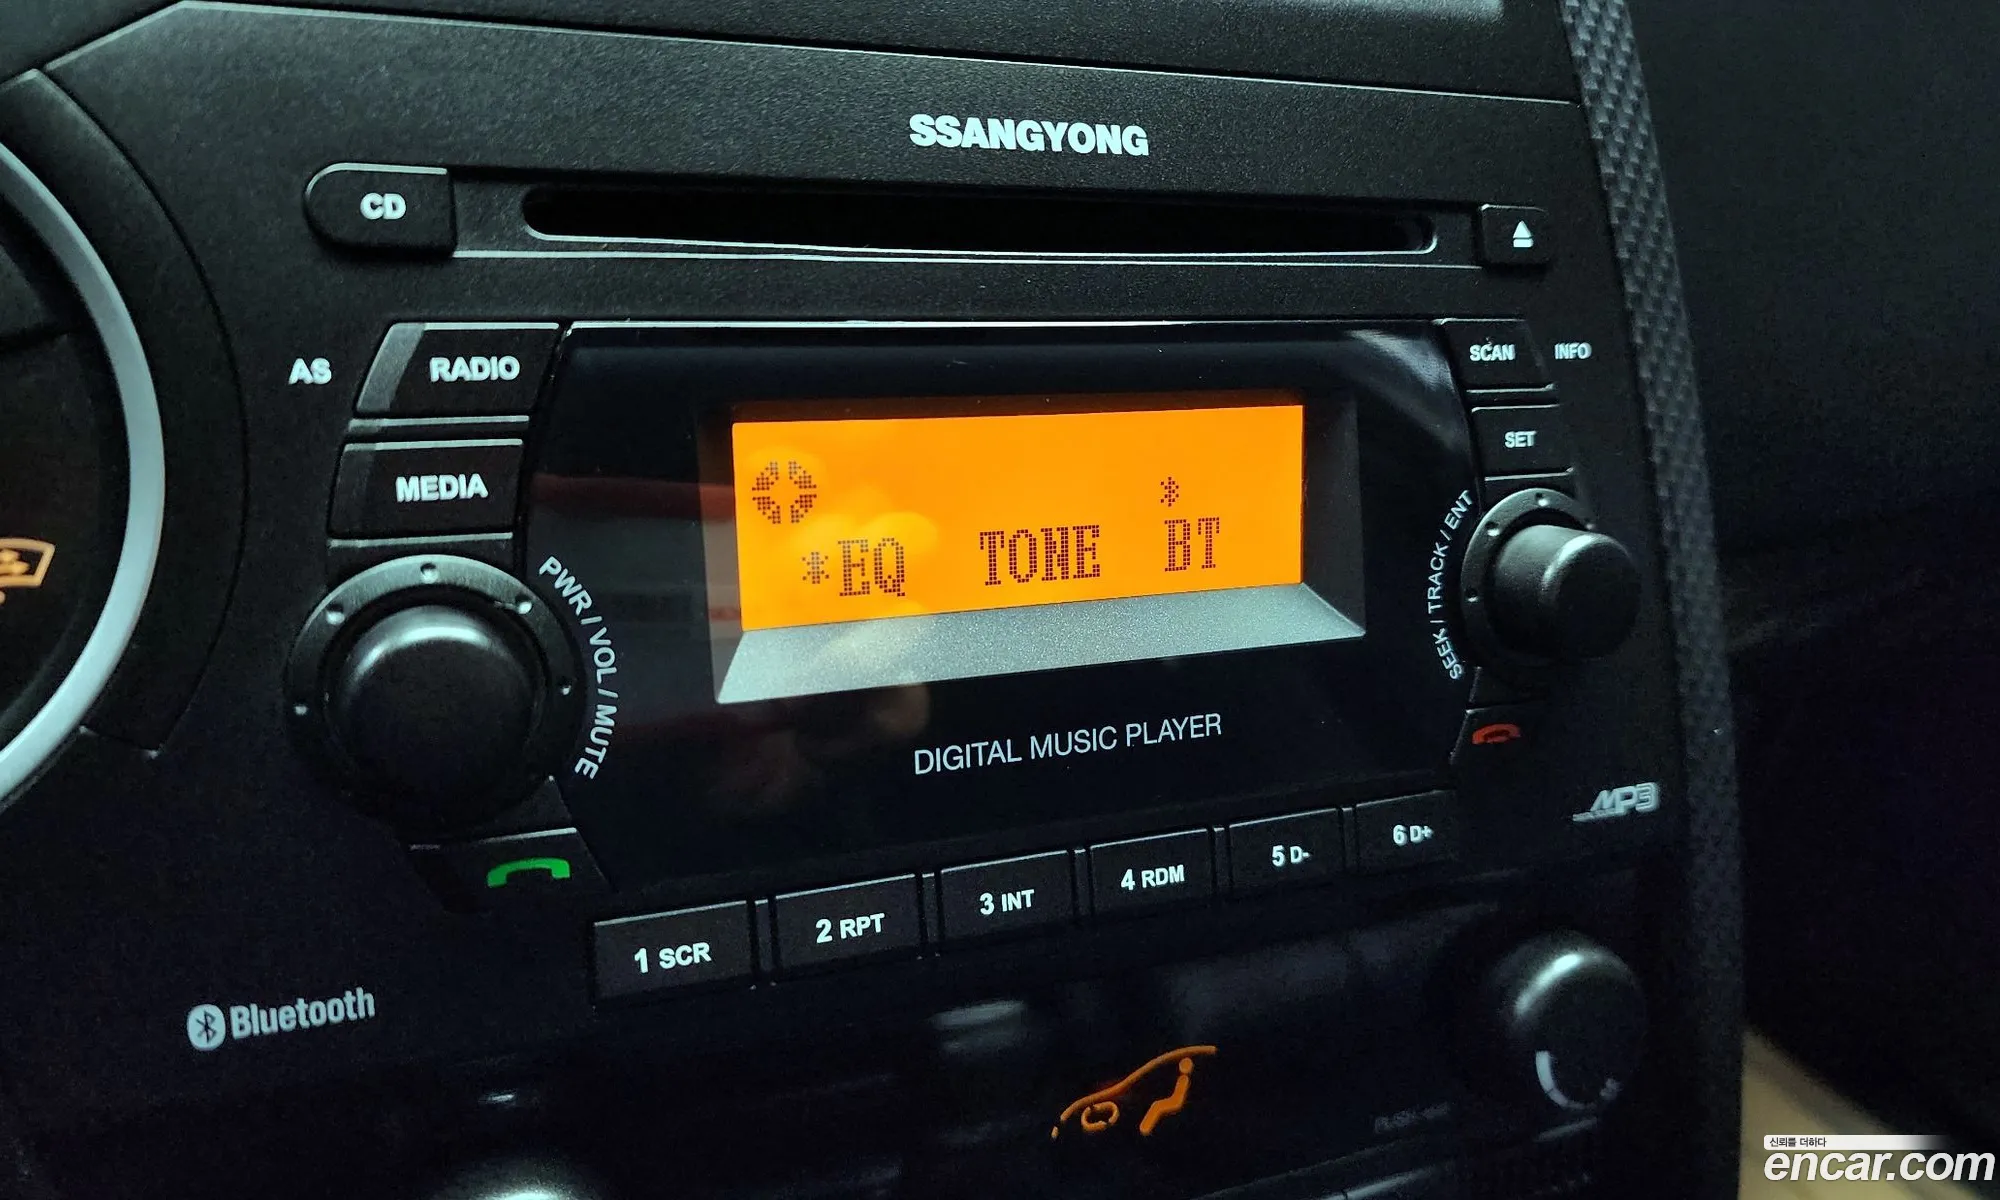 SSANGYONG
CD
AS
RADIO
SCAN
INFO
MEDIA
SET
*EQ TONE BT
PWR / VOL / MUTE
SEEK / TRACK / ENT
DIGITAL MUSIC PLAYER
MP3
1 SCR
2 RPT
3 INT
4 RDM
5 D-
6 D+
Bluetooth
신뢰를 더하다
encar.com